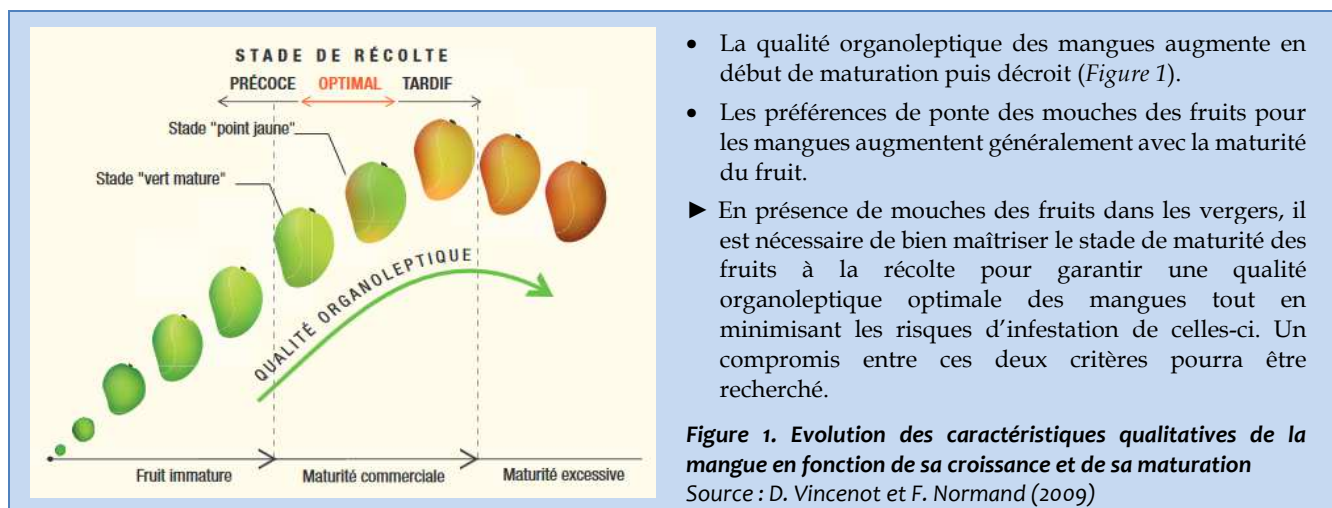 STADE DE RÉCOLTE
PRÉCOCE OPTIMAL TARDIF
Stade "point jaune"
Stade "vert mature"
QUALITÉ ORGANOLEPTIQUE
Fruit immature Maturité commerciale Maturité excessive
• La qualité organoleptique des mangues augmente en
début de maturation puis décroit (Figure 1).
• Les préférences de ponte des mouches des fruits pour
les mangues augmentent généralement avec la maturité
du fruit.
► En présence de mouches des fruits dans les vergers, il
est nécessaire de bien maîtriser le stade de maturité des
fruits à la récolte pour garantir une qualité
organoleptique optimale des mangues tout en
minimisant les risques d’infestation de celles-ci. Un
compromis entre ces deux critères pourra être
recherché.
Figure 1. Evolution des caractéristiques qualitatives de la
mangue en fonction de sa croissance et de sa maturation
Source : D. Vincenot et F. Normand (2009)